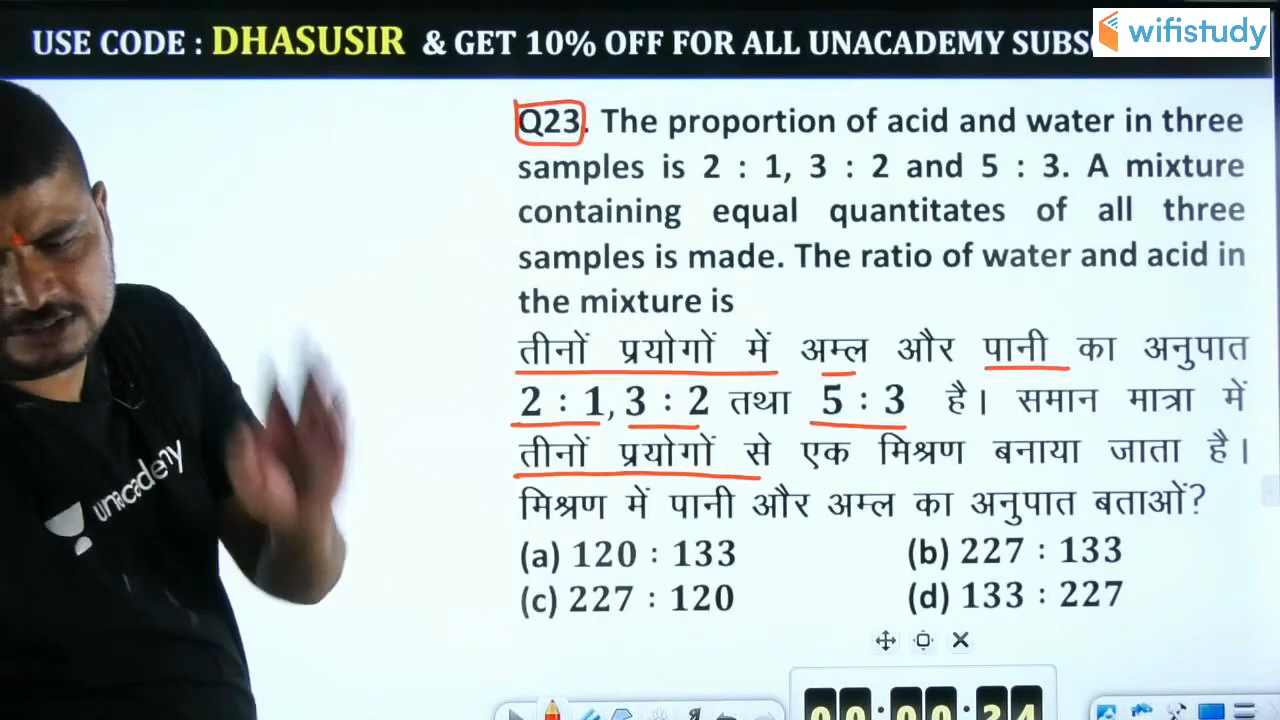 USE CODE : DHASUSIR & GET 10% OFF FOR ALL UNACADEMY
wifistudy
Q23. The proportion of acid and water in three
samples is 2 : 1, 3 : 2 and 5 : 3. A mixture
containing equal quantitates of all three
samples is made. The ratio of water and acid in
the mixture is
तीनों प्रयोगों में अम्ल और पानी का अनुपात
2 : 1, 3 : 2 तथा 5 : 3 है। समान मात्रा में
तीनों प्रयोगों से एक मिश्रण बनाया जाता है।
मिश्रण में पानी और अम्ल का अनुपात बताओं?
(a) 120 : 133 (b) 227 : 133
(c) 227 : 120 (d) 133 : 227
unacademy